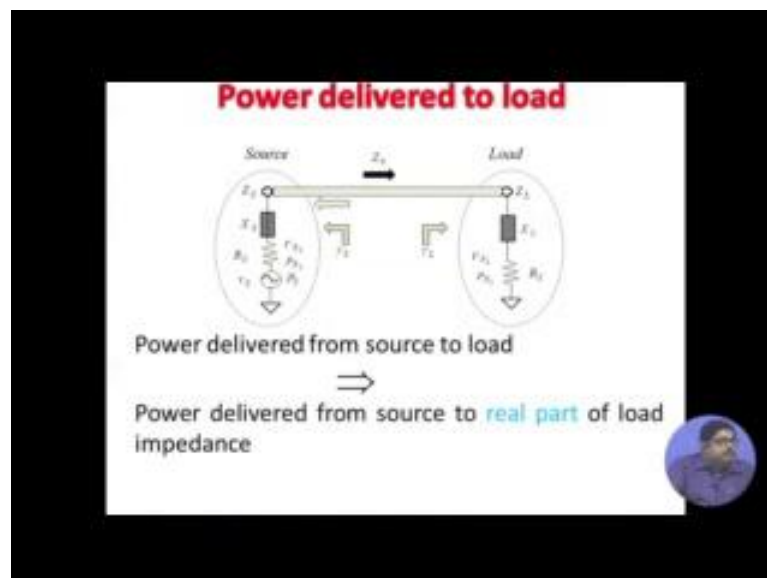 Power delivered to load
Source
Load
Power delivered from source to load
Power delivered from source to real part of load
impedance